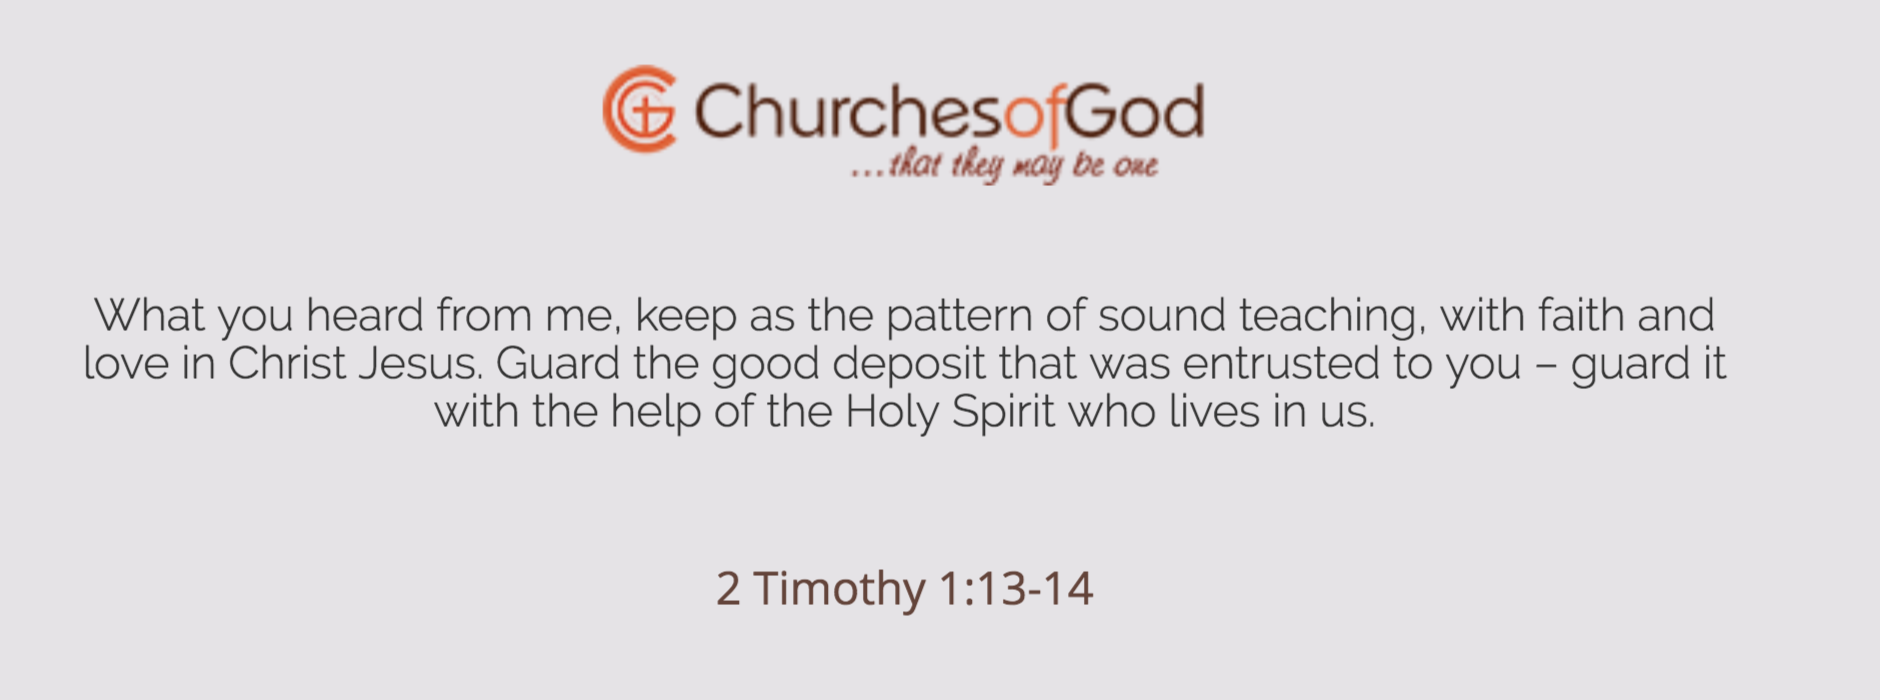 ChurchesofGod
...that they may be one
What you heard from me, keep as the pattern of sound teaching, with faith and
love in Christ Jesus. Guard the good deposit that was entrusted to you – guard it
with the help of the Holy Spirit who lives in us.
2 Timothy 1:13-14